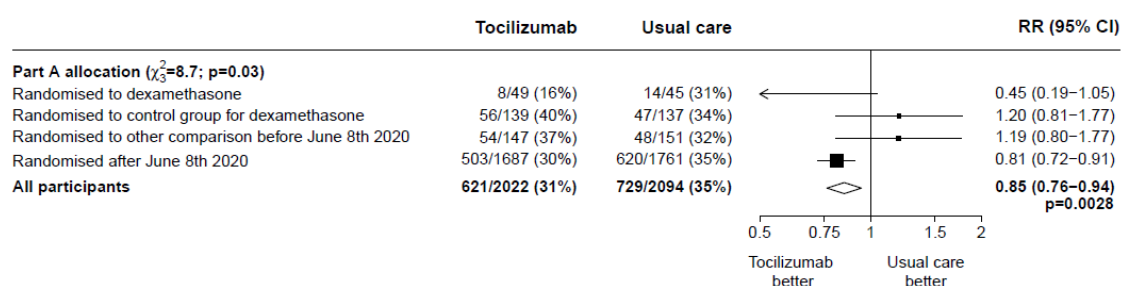 Tocilizumab Usual care RR (95% CI)
Part A allocation (χ²₃=8.7; p=0.03)
Randomised to dexamethasone 8/49 (16%) 14/45 (31%) 0.45 (0.19−1.05)
Randomised to control group for dexamethasone 56/139 (40%) 47/137 (34%) 1.20 (0.81−1.77)
Randomised to other comparison before June 8th 2020 54/147 (37%) 48/151 (32%) 1.19 (0.80−1.77)
Randomised after June 8th 2020 503/1687 (30%) 620/1761 (35%) 0.81 (0.72−0.91)
All participants 621/2022 (31%) 729/2094 (35%) 0.85 (0.76−0.94)
p=0.0028
0.5 0.75 1 1.5 2
Tocilizumab Usual care
better better